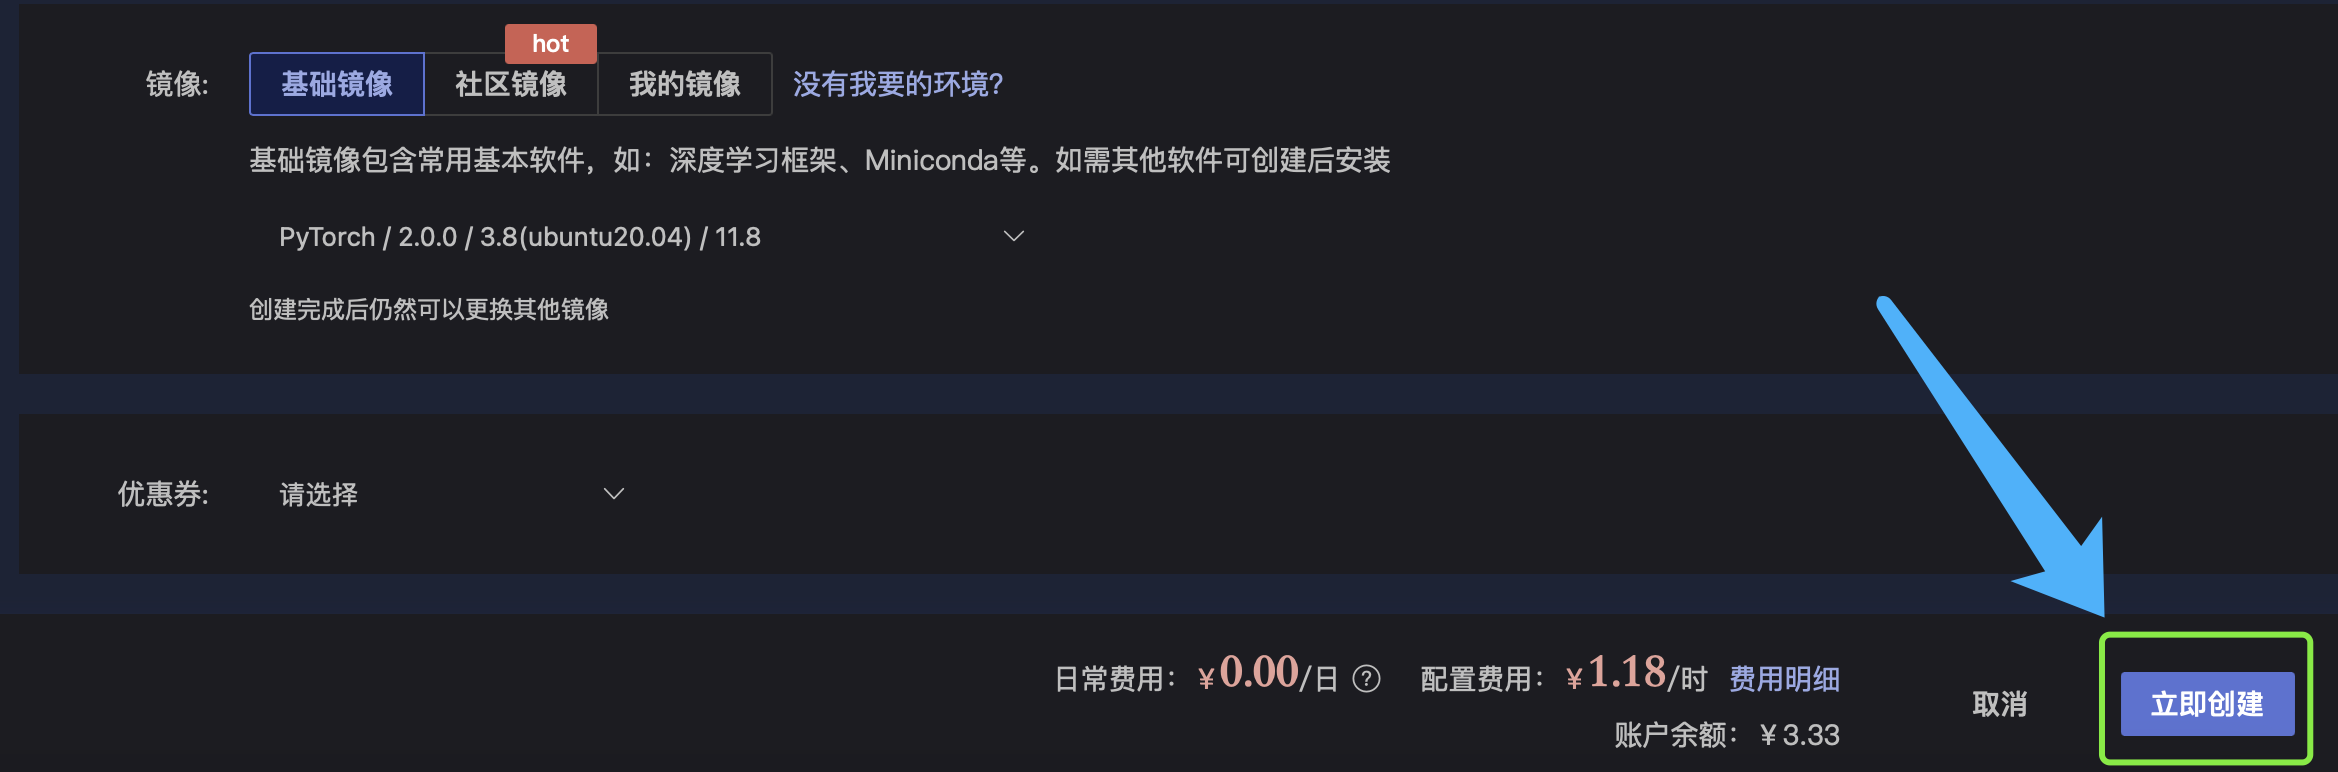 hot
镜像: 基础镜像 社区镜像 我的镜像 没有我要的环境?
基础镜像包含常用基本软件，如：深度学习框架、Miniconda等。如需其他软件可创建后安装
PyTorch / 2.0.0 / 3.8(ubuntu20.04) / 11.8
创建完成后仍然可以更换其他镜像
优惠券: 请选择
日常费用：￥0.00/日 ? 配置费用：￥1.18/时 费用明细
取消 立即创建
账户余额：￥3.33